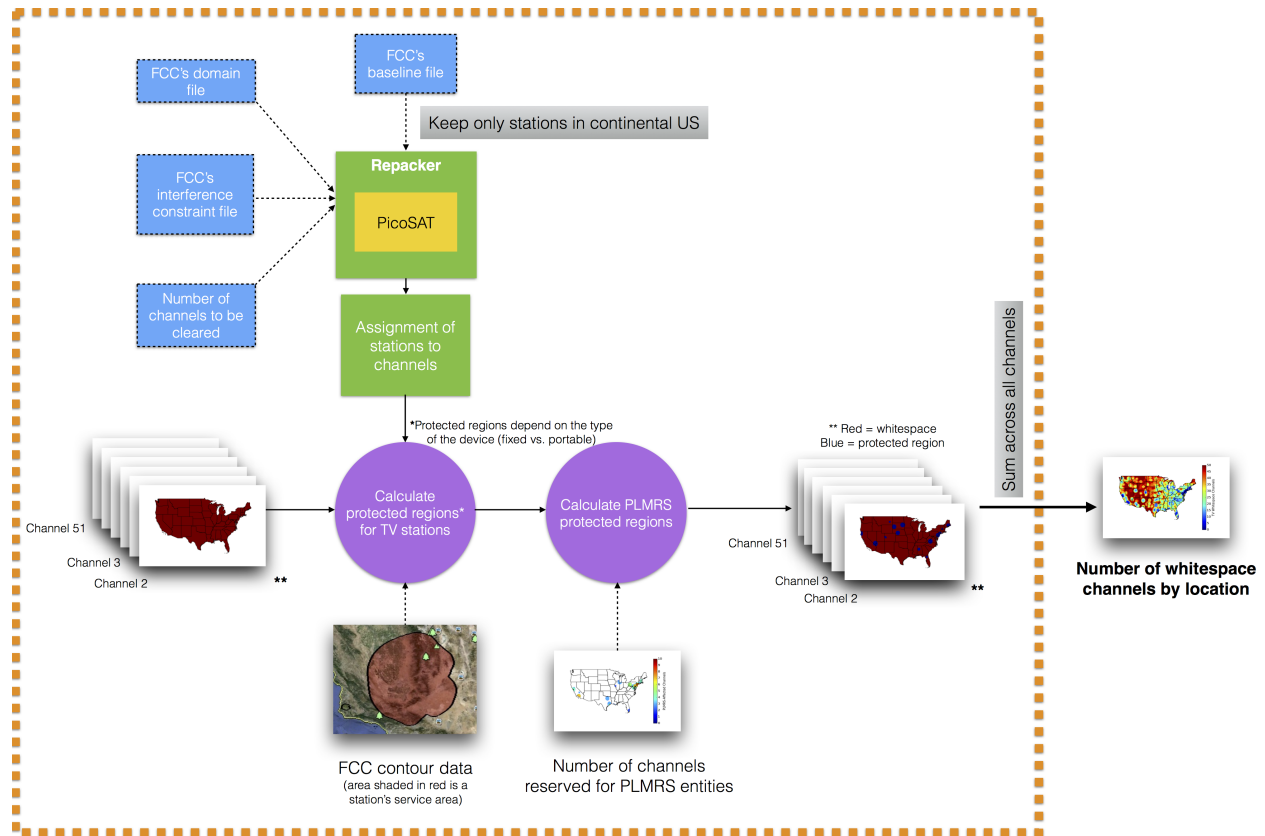 FCC's
baseline file
FCC's domain
file
Keep only stations in continental US
Repacker
FCC's
interference
constraint file
PicoSAT
Number of
channels to be
cleared
Assignment of
stations to
channels
Sum across all channels
*Protected regions depend on the type
of the device (fixed vs. portable)
** Red = whitespace
Blue = protected region
Calculate
protected regions*
for TV stations
Calculate PLMRS
protected regions
Channel 51
Channel 3
Channel 2
**
Channel 51
Channel 3
Channel 2
**
Number of whitespace
channels by location
FCC contour data
(area shaded in red is a
station's service area)
Number of channels
reserved for PLMRS entities